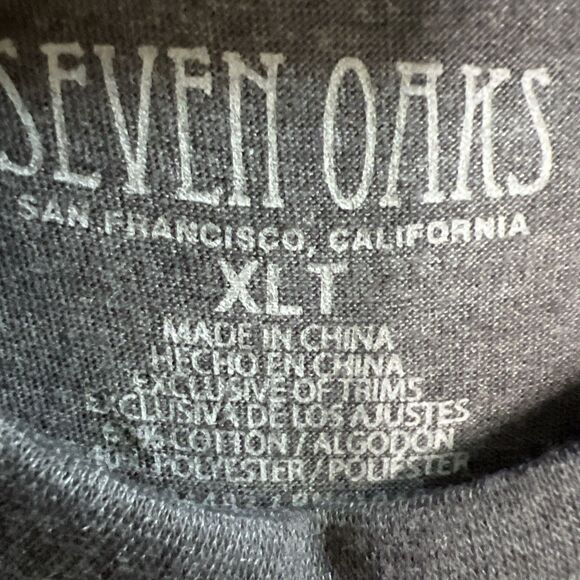 SEVEN OAKS
SAN FRANCISCO, CALIFORNIA
XLT
MADE IN CHINA
HECHO EN CHINA
EXCLUSIVE OF TRIMS
EXCLUSIVA DE LOS AJUSTES
COTTON / ALGODÓN
POLYESTER / POLIESTER